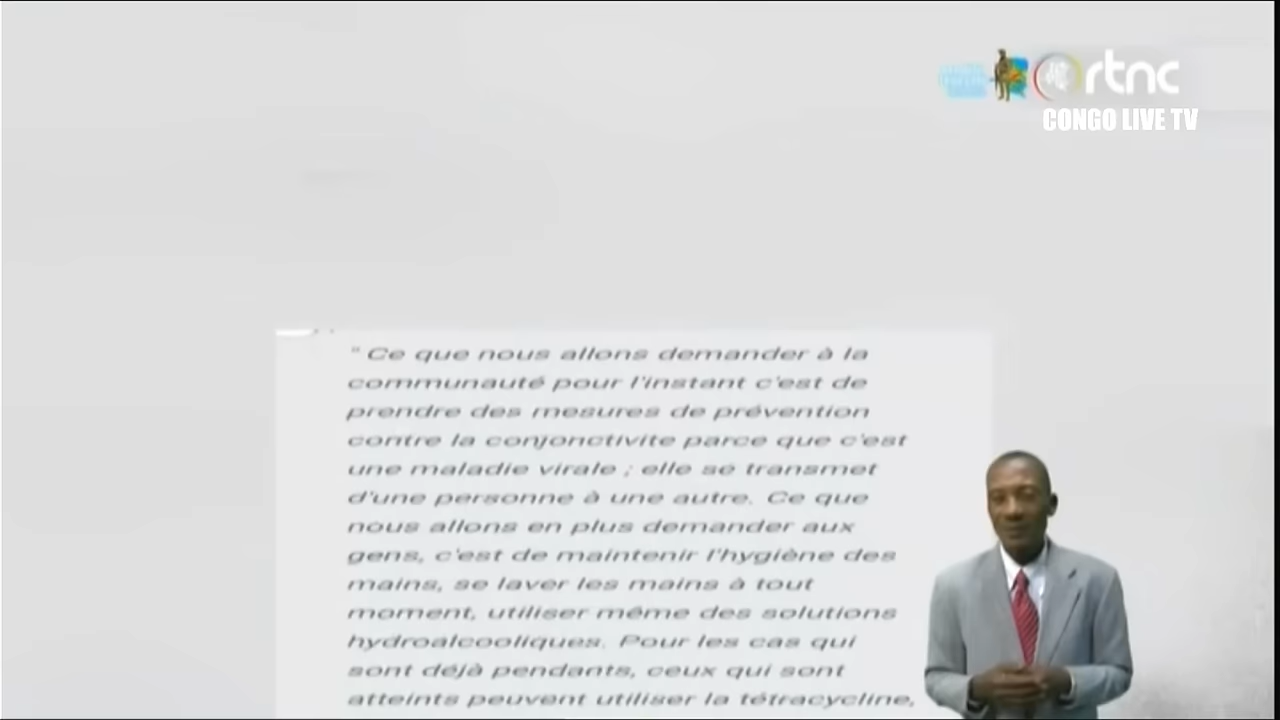 rtnc
CONGO LIVE TV
" Ce que nous allons demander à la
communauté pour l'instant c'est de
prendre des mesures de prévention
contre la conjonctivite parce que c'est
une maladie virale ; elle se transmet
d'une personne à une autre. Ce que
nous allons en plus demander aux
gens, c'est de maintenir l'hygiène des
mains, se laver les mains à tout
moment, utiliser même des solutions
hydroalcooliques. Pour les cas qui
sont déjà pendants, ceux qui sont
atteints peuvent utiliser la tétracycline,